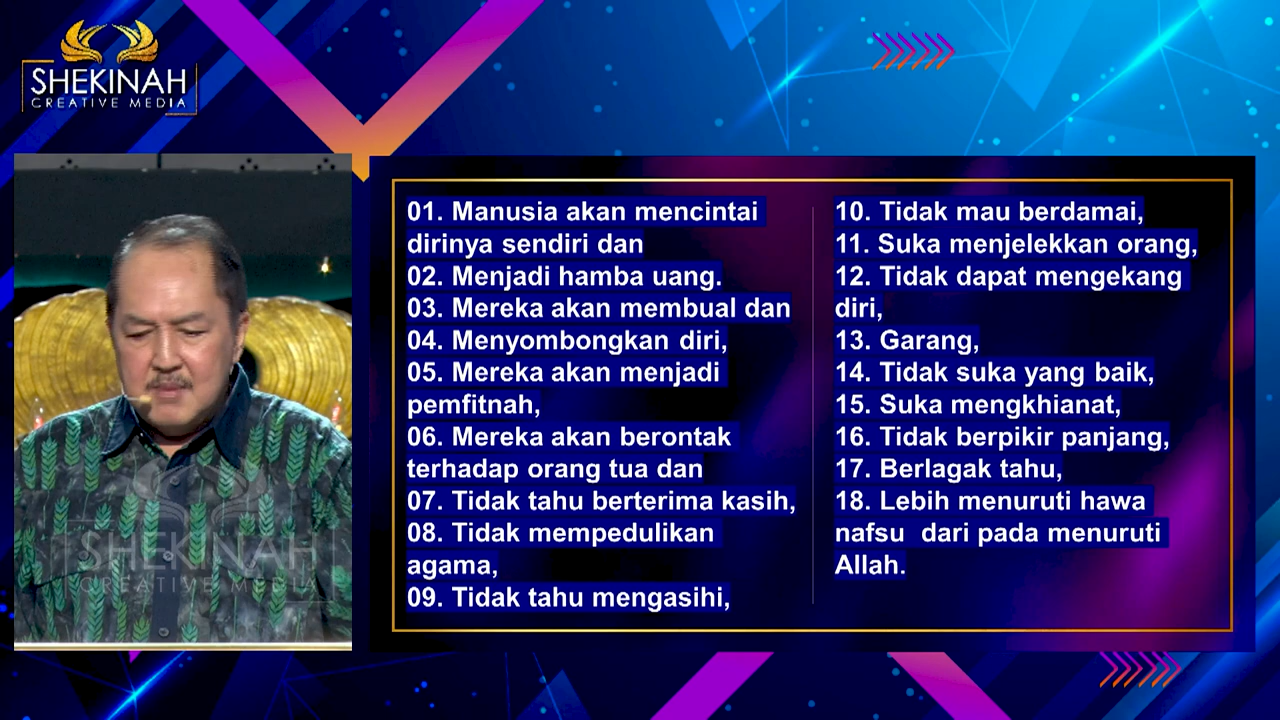 SHEKINAH
CREATIVE MEDIA
01. Manusia akan mencintai
dirinya sendiri dan
02. Menjadi hamba uang.
03. Mereka akan membual dan
04. Menyombongkan diri,
05. Mereka akan menjadi
pemfitnah,
06. Mereka akan berontak
terhadap orang tua dan
07. Tidak tahu berterima kasih,
08. Tidak mempedulikan
agama,
09. Tidak tahu mengasihi,
10. Tidak mau berdamai,
11. Suka menjelekkan orang,
12. Tidak dapat mengekang
diri,
13. Garang,
14. Tidak suka yang baik,
15. Suka mengkhianat,
16. Tidak berpikir panjang,
17. Berlagak tahu,
18. Lebih menuruti hawa
nafsu  dari pada menuruti
Allah.
SHEKINAH
CREATIVE MEDIA